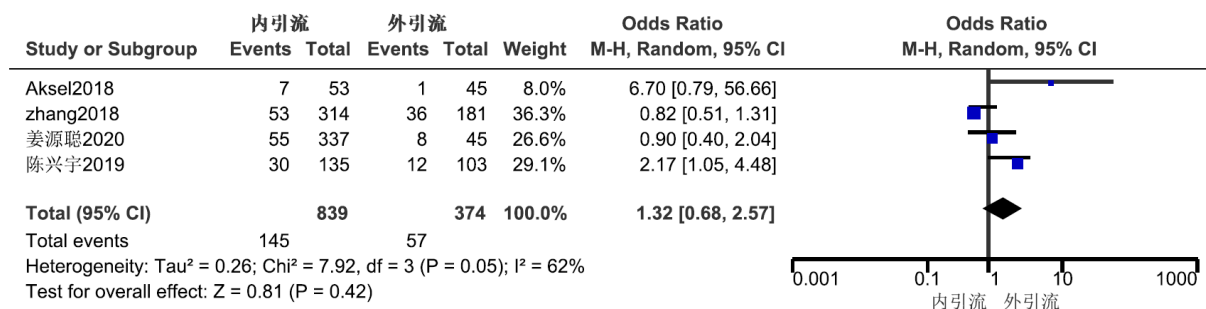 内引流 外引流 Odds Ratio Odds Ratio
Study or Subgroup Events Total Events Total Weight M-H, Random, 95% CI M-H, Random, 95% CI
Aksel2018 7 53 1 45 8.0% 6.70 [0.79, 56.66]
zhang2018 53 314 36 181 36.3% 0.82 [0.51, 1.31]
姜源聪2020 55 337 8 45 26.6% 0.90 [0.40, 2.04]
陈兴宇2019 30 135 12 103 29.1% 2.17 [1.05, 4.48]
Total (95% CI) 839 374 100.0% 1.32 [0.68, 2.57]
Total events 145 57
Heterogeneity: Tau² = 0.26; Chi² = 7.92, df = 3 (P = 0.05); I² = 62%
Test for overall effect: Z = 0.81 (P = 0.42)
0.001 0.1 1 10 1000
内引流 外引流